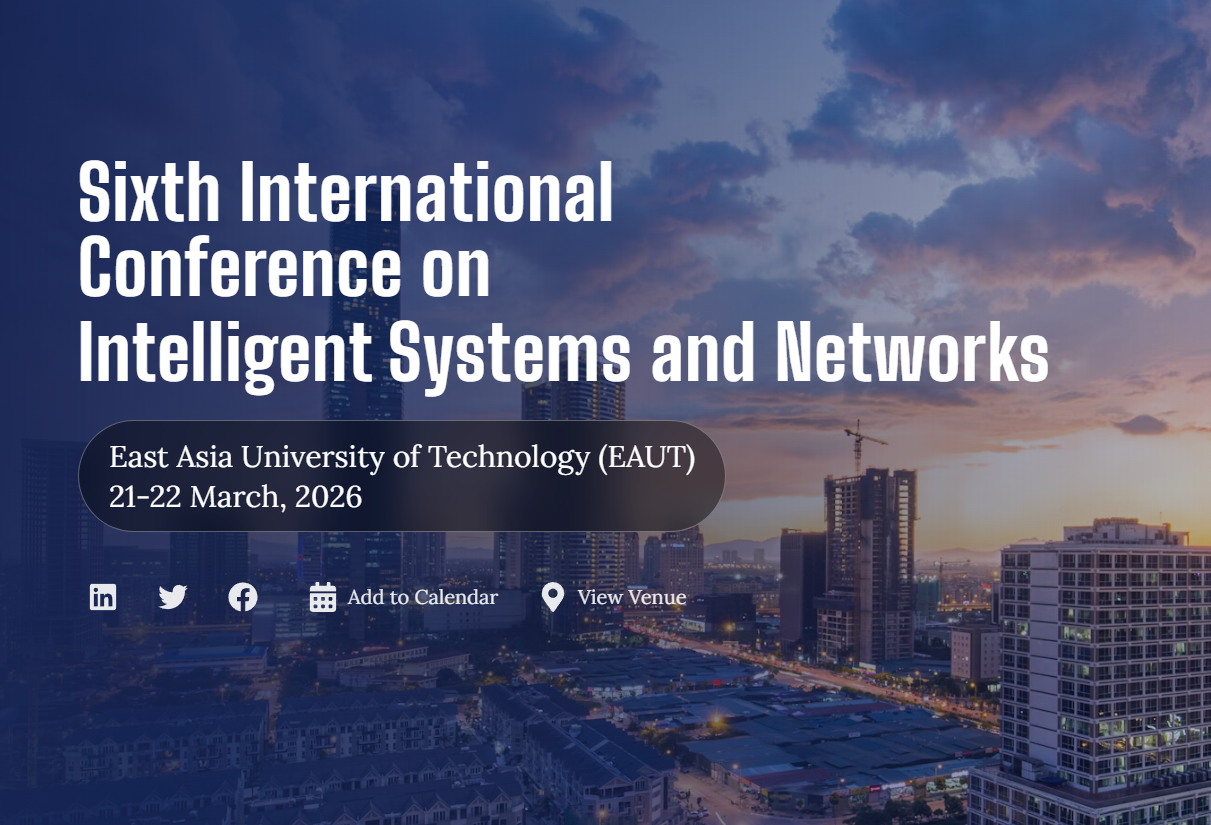 Sixth International
Conference on
Intelligent Systems and Networks
East Asia University of Technology (EAUT)
21-22 March, 2026
Add to Calendar
View Venue